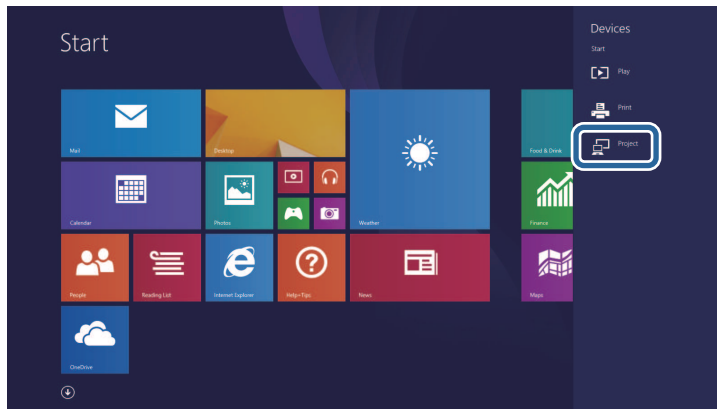 Start
Devices
Start
Play
Print
Project
Mail
Desktop
Food & Drink
Calendar
Photos
Weather
Finance
People
Reading List
Internet Explorer
Help+Tips
News
Maps
OneDrive